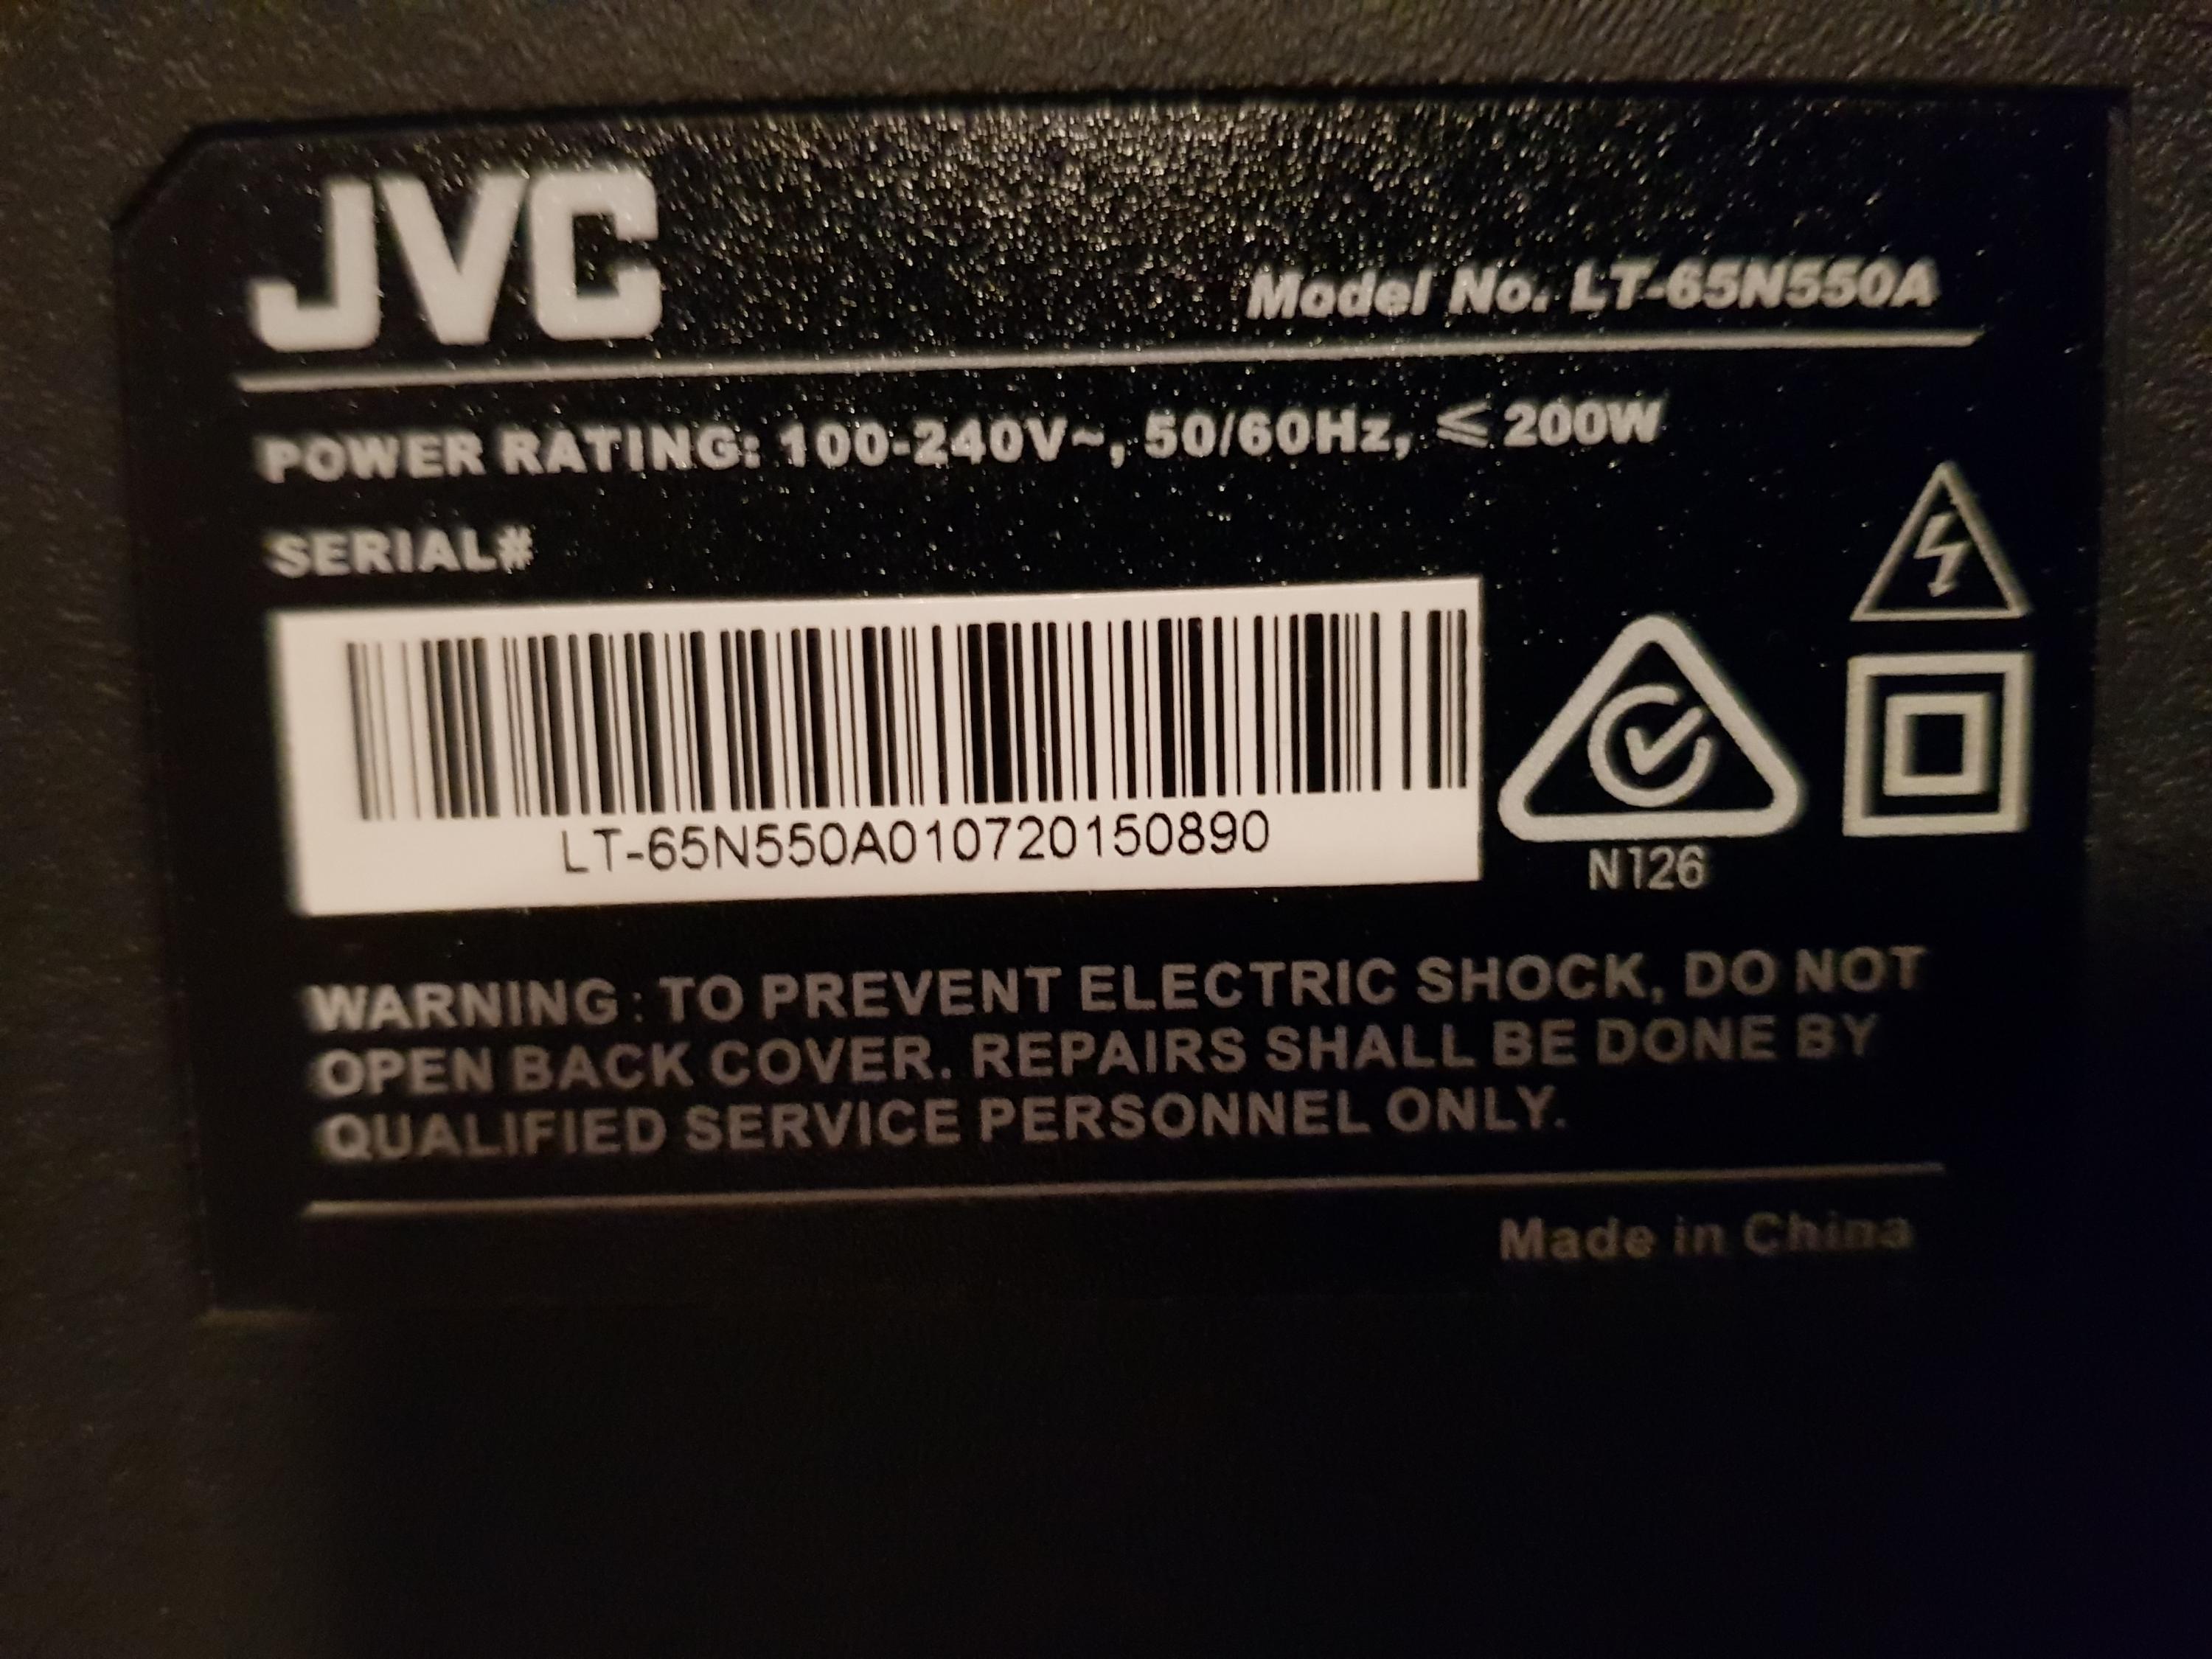 JVC
Model No. LT-65N550A
POWER RATING: 100-240V~, 50/60Hz, ≤ 200W
SERIAL#
LT-65N550A010720150890
N126
WARNING: TO PREVENT ELECTRIC SHOCK, DO NOT
OPEN BACK COVER. REPAIRS SHALL BE DONE BY
QUALIFIED SERVICE PERSONNEL ONLY.
Made in China